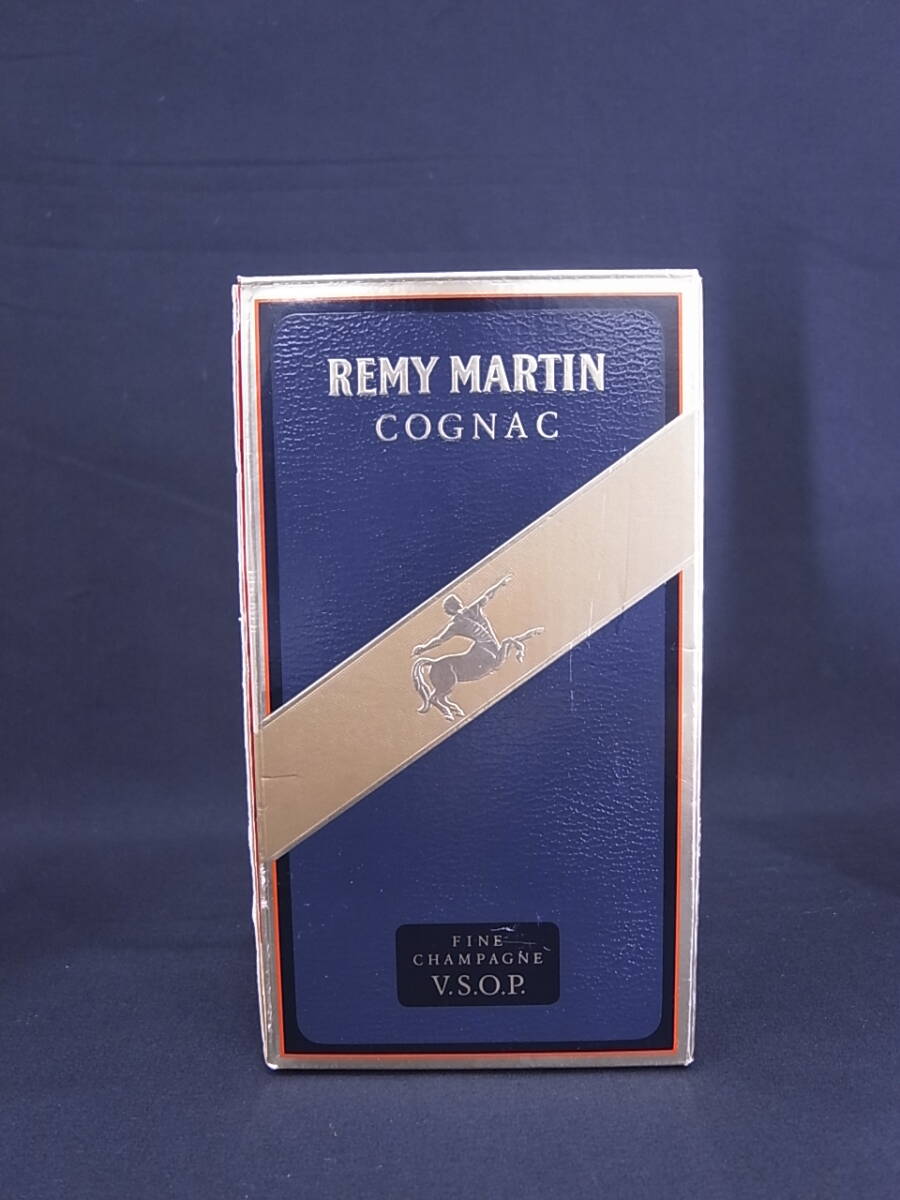 REMY MARTIN
COGNAC
FINE
CHAMPAGNE
V.S.O.P.